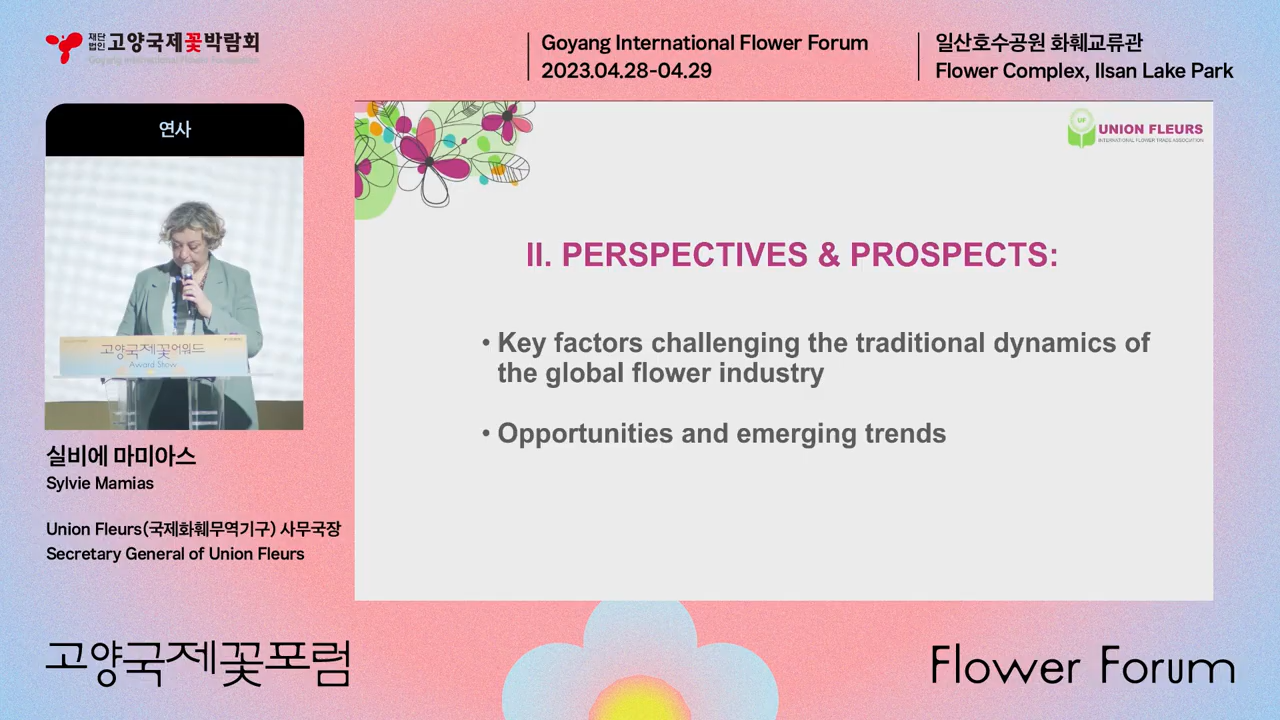 재단
법인 고양국제꽃박람회
Goyang International Flower Foundation
Goyang International Flower Forum
2023.04.28-04.29
일산호수공원 화훼교류관
Flower Complex, Ilsan Lake Park
연사
고양국제꽃어워드
Award Show
실비에 마미아스
Sylvie Mamias
Union Fleurs(국제화훼무역기구) 사무국장
Secretary General of Union Fleurs
UF
UNION FLEURS
INTERNATIONAL FLOWER TRADE ASSOCIATION
II. PERSPECTIVES & PROSPECTS:
• Key factors challenging the traditional dynamics of
the global flower industry
• Opportunities and emerging trends
고양국제꽃포럼
Flower Forum